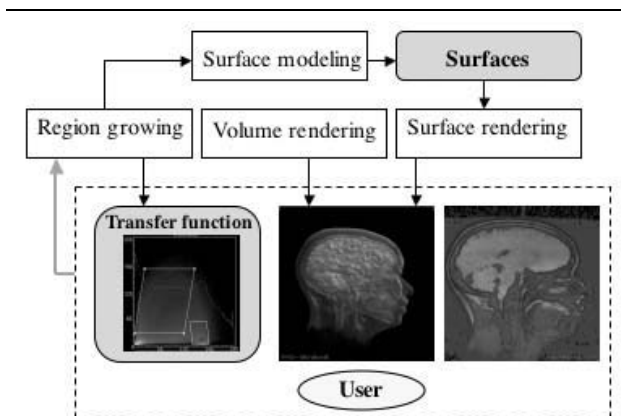 Surface modeling
Surfaces
Region growing
Volume rendering
Surface rendering
Transfer function
User